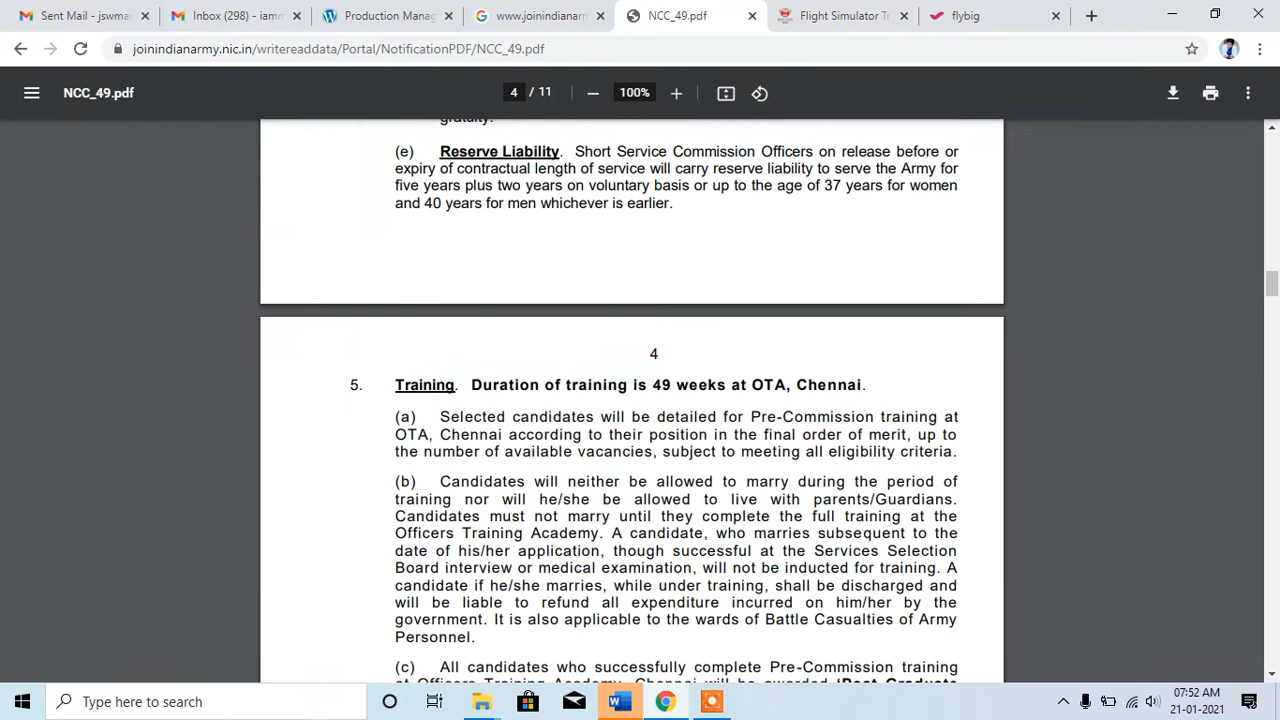 Sent Mail - jswma
Inbox (298) - iamm
Production Manag
www.joinindianarm
NCC_49.pdf
Flight Simulator Tr
flybig
joinindianarmy.nic.in/writereaddata/Portal/NotificationPDF/NCC_49.pdf
NCC_49.pdf
4 / 11
100%
gratuity.
(e) Reserve Liability. Short Service Commission Officers on release before or
expiry of contractual length of service will carry reserve liability to serve the Army for
five years plus two years on voluntary basis or up to the age of 37 years for women
and 40 years for men whichever is earlier.
4
5. Training. Duration of training is 49 weeks at OTA, Chennai.
(a) Selected candidates will be detailed for Pre-Commission training at
OTA, Chennai according to their position in the final order of merit, up to
the number of available vacancies, subject to meeting all eligibility criteria.
(b) Candidates will neither be allowed to marry during the period of
training nor will he/she be allowed to live with parents/Guardians.
Candidates must not marry until they complete the full training at the
Officers Training Academy. A candidate, who marries subsequent to the
date of his/her application, though successful at the Services Selection
Board interview or medical examination, will not be inducted for training. A
candidate if he/she marries, while under training, shall be discharged and
will be liable to refund all expenditure incurred on him/her by the
government. It is also applicable to the wards of Battle Casualties of Army
Personnel.
(c) All candidates who successfully complete Pre-Commission training
at Officers Training Academy, Chennai will be awarded 'Post Graduate
Type here to search
07:52 AM
21-01-2021